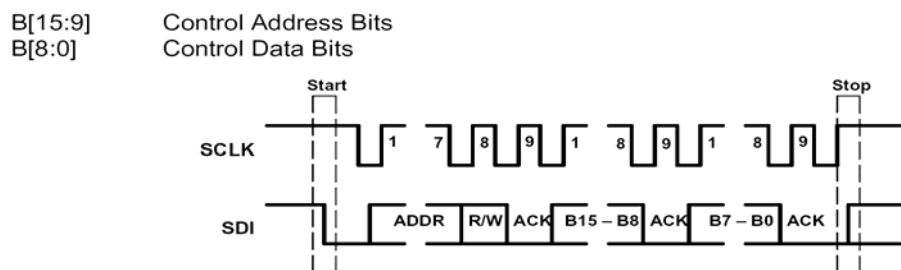 B[15:9] Control Address Bits
B[8:0] Control Data Bits
Start Stop
SCLK 1 7 8 9 1 8 9 1 8 9
SDI ADDR R/W ACK B15 – B8 ACK B7 – B0 ACK